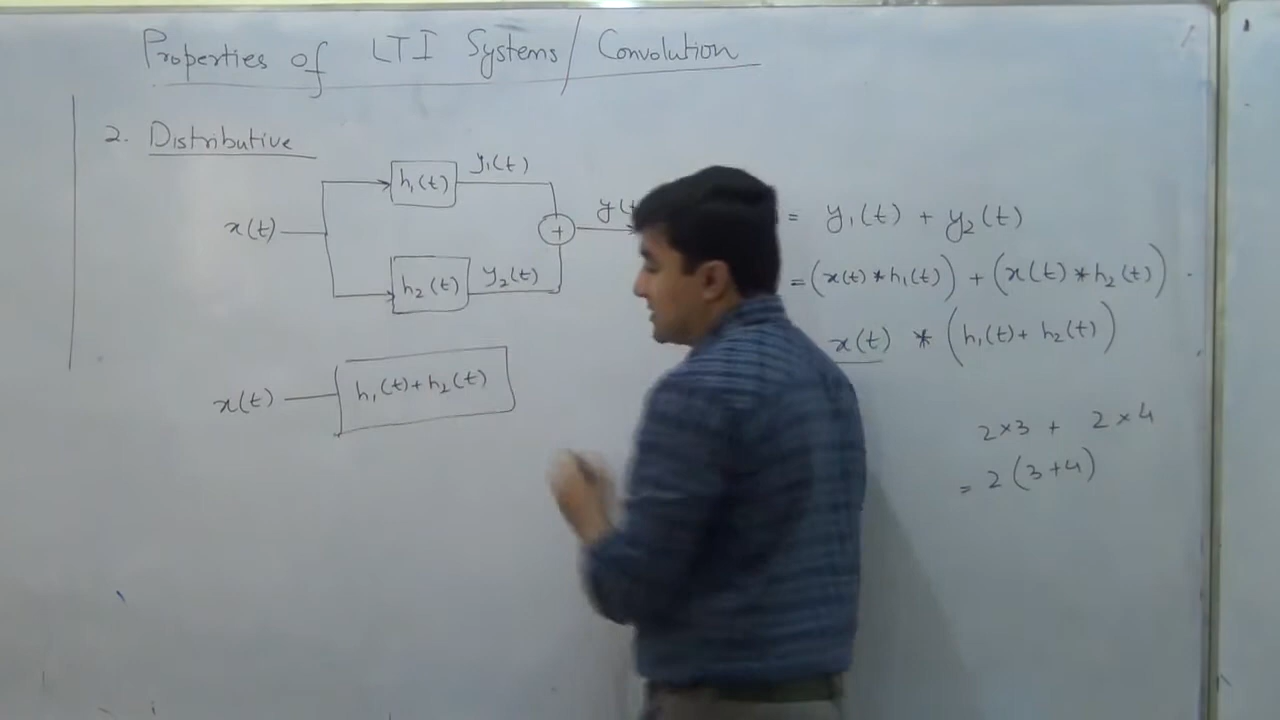 Properties of LTI Systems / Convolution
2. Distributive
h₁(t) y₁(t)
x(t) + y(t
h₂(t) y₂(t)
x(t) h₁(t)+h₂(t)
= y₁(t) + y₂(t)
= (x(t) * h₁(t)) + (x(t) * h₂(t))
x(t) * (h₁(t) + h₂(t))
2×3 + 2×4
= 2 (3+4)